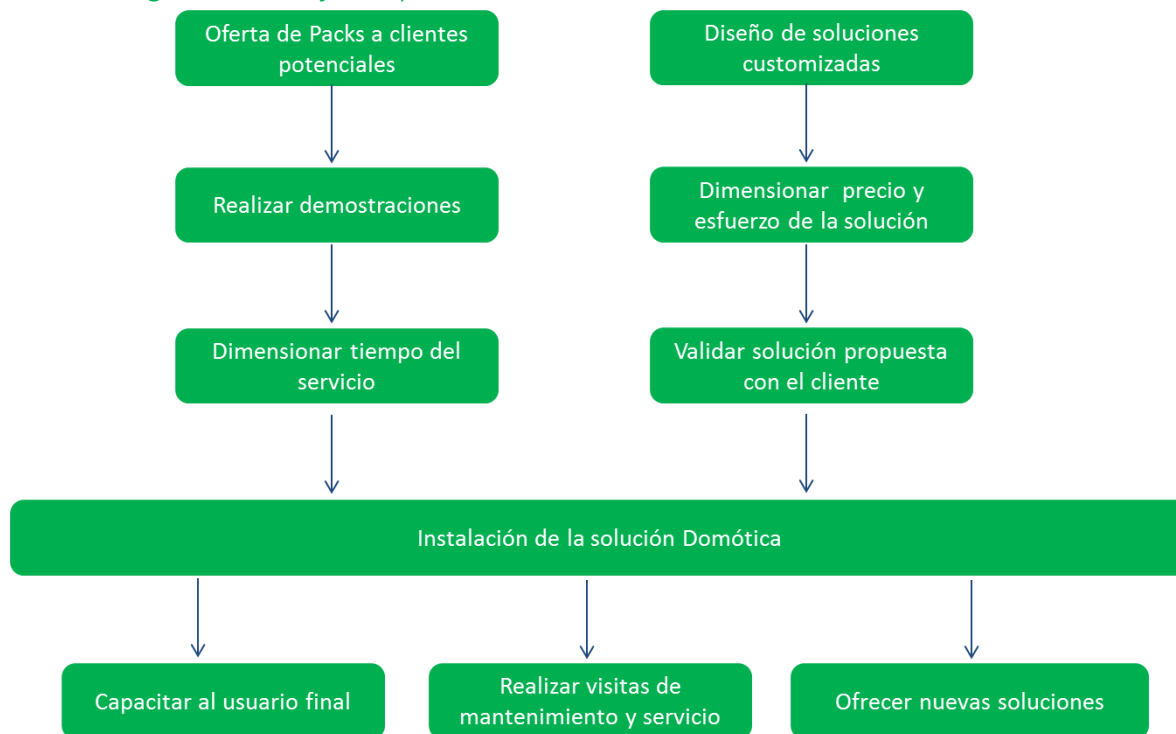 Oferta de Packs a clientes
potenciales
Diseño de soluciones
customizadas
Realizar demostraciones
Dimensionar precio y
esfuerzo de la solución
Dimensionar tiempo del
servicio
Validar solución propuesta
con el cliente
Instalación de la solución Domótica
Capacitar al usuario final
Realizar visitas de
mantenimiento y servicio
Ofrecer nuevas soluciones